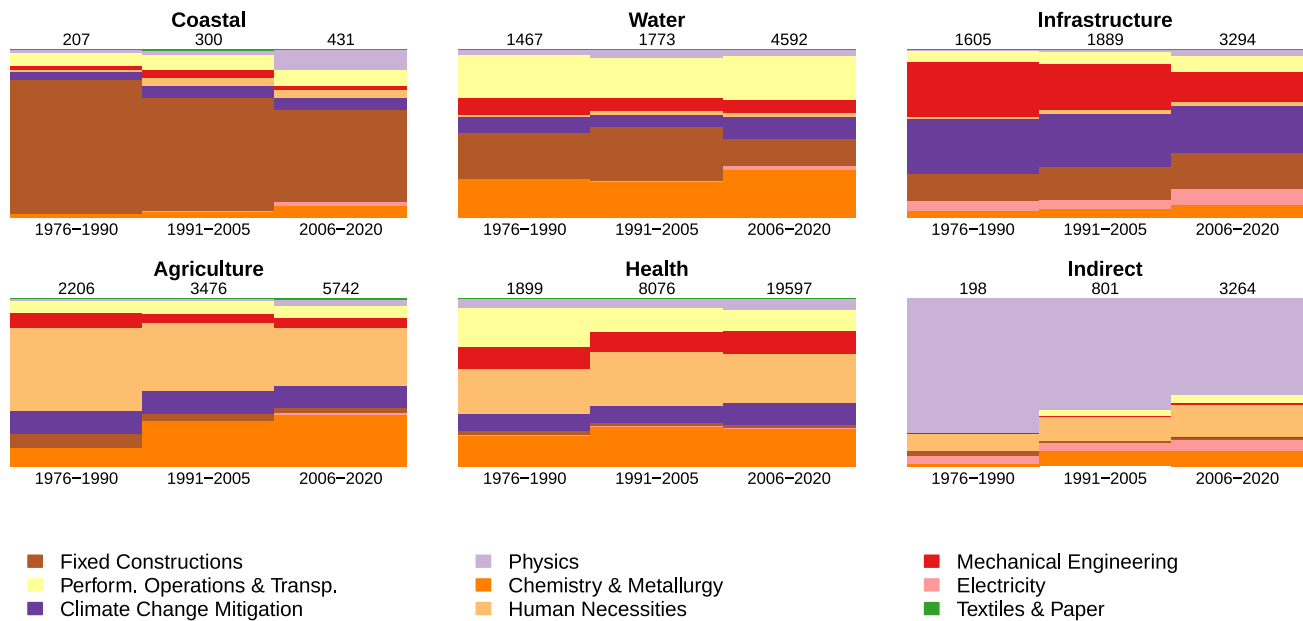 Coastal Water Infrastructure
207 300 431 1467 1773 4592 1605 1889 3294
1976−1990 1991−2005 2006−2020 1976−1990 1991−2005 2006−2020 1976−1990 1991−2005 2006−2020
Agriculture Health Indirect
2206 3476 5742 1899 8076 19597 198 801 3264
1976−1990 1991−2005 2006−2020 1976−1990 1991−2005 2006−2020 1976−1990 1991−2005 2006−2020
Fixed Constructions Physics Mechanical Engineering
Perform. Operations & Transp. Chemistry & Metallurgy Electricity
Climate Change Mitigation Human Necessities Textiles & Paper